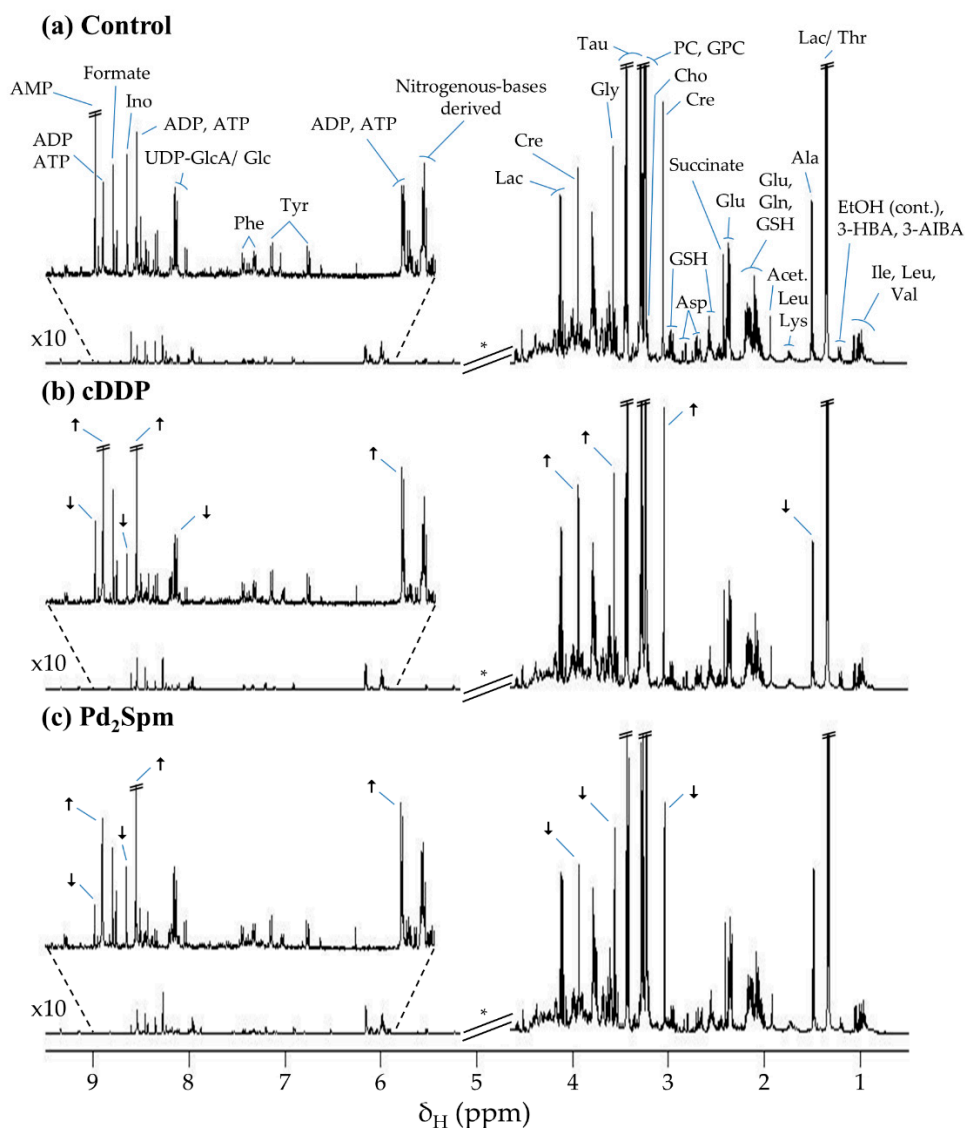 (a) Control
Lac/ Thr
Tau
PC, GPC
Formate
Cho
AMP
Ino
Gly
Cre
Nitrogenous-bases
derived
ADP, ATP
ADP, ATP
ADP
ATP
UDP-GlcA/ Glc
Cre
Succinate
Ala
Lac
Glu
Glu,
Gln,
GSH
EtOH (cont.),
3-HBA, 3-AIBA
Phe
Tyr
GSH
Asp
Acet.
Leu
Lys
Ile, Leu,
Val
x10
*
(b) cDDP
↑
↑
↑
↑
↑
↑
↓
↓
↓
↓
x10
*
(c) Pd₂Spm
↑
↑
↑
↓
↓
↓
↓
↓
x10
*
9 8 7 6 5 4 3 2 1
δH (ppm)